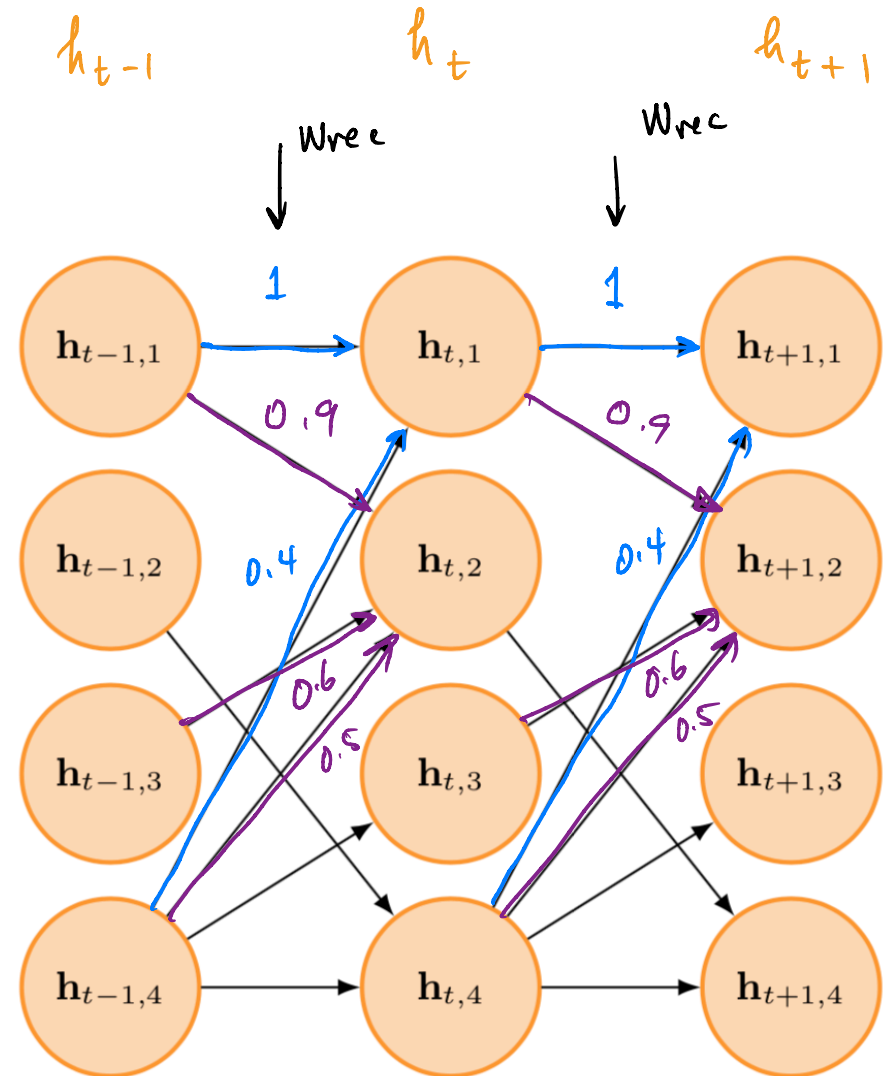 h_{t-1} h_t h_{t+1}
Wrec Wrec
1 1
h_{t−1,1} h_{t,1} h_{t+1,1}
0.9 0.9
h_{t−1,2} h_{t,2} h_{t+1,2}
0.4 0.4
0.6 0.6
0.5 0.5
h_{t−1,3} h_{t,3} h_{t+1,3}
h_{t−1,4} h_{t,4} h_{t+1,4}